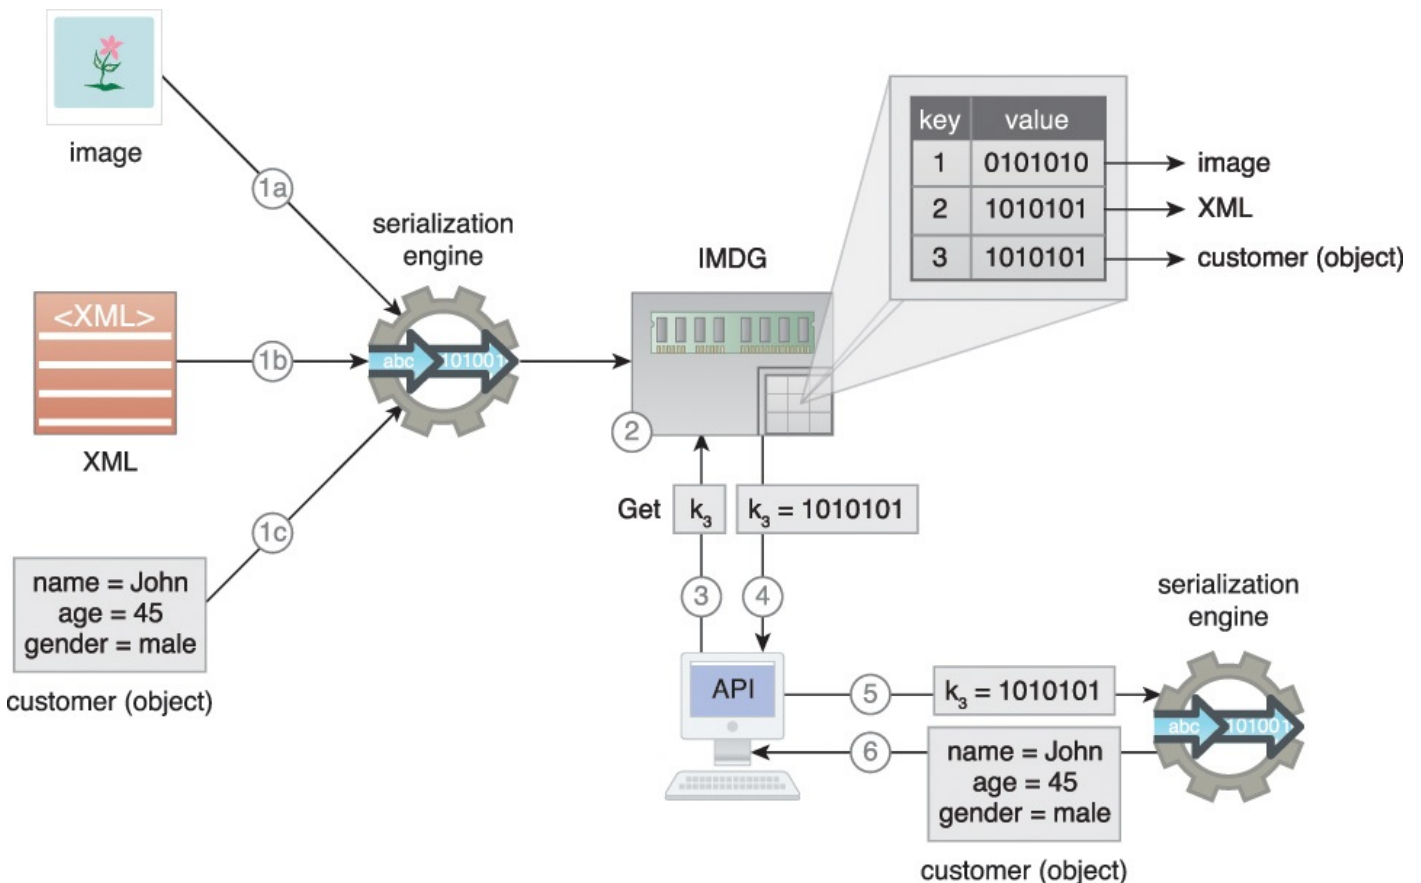 image
1a
serialization
engine
<XML>
1b
abc
101001
XML
1c
name = John
age = 45
gender = male
customer (object)
IMDG
2
key value
1 0101010
image
2 1010101
XML
3 1010101
customer (object)
Get
k3
k3 = 1010101
3
4
API
5
k3 = 1010101
6
name = John
age = 45
gender = male
customer (object)
serialization
engine
abc
101001